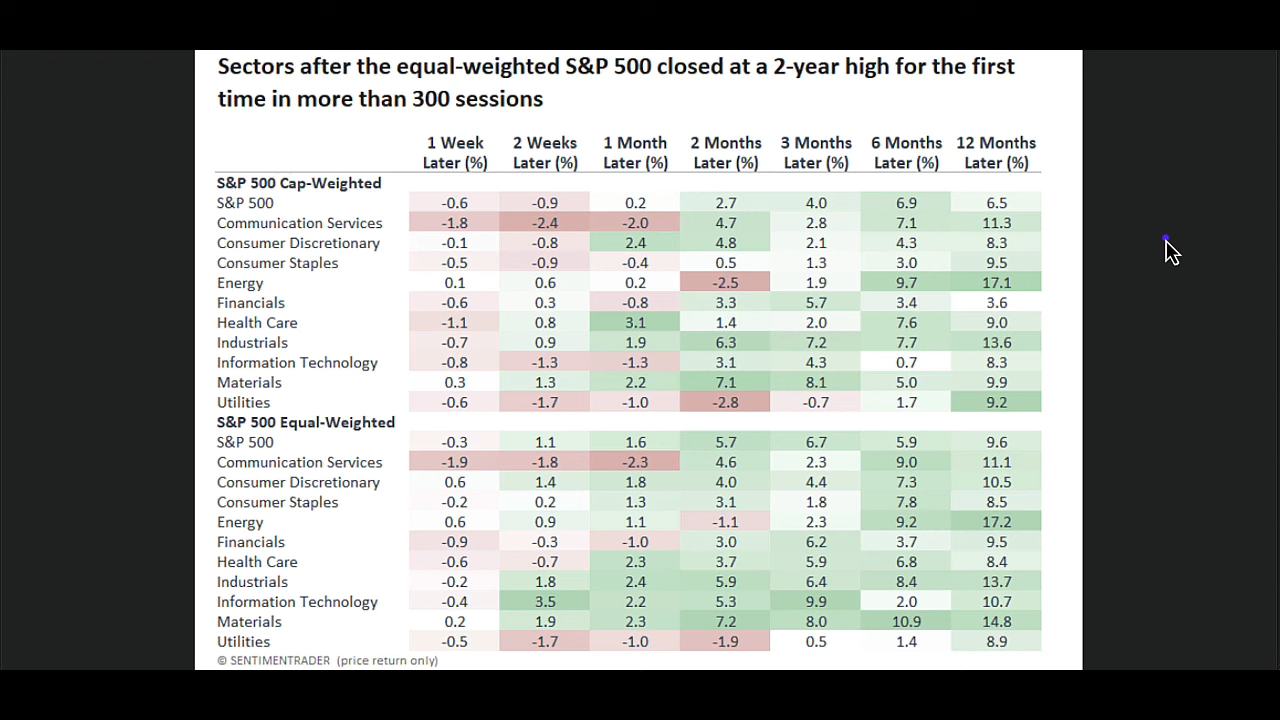 Sectors after the equal-weighted S&P 500 closed at a 2-year high for the first
time in more than 300 sessions
1 Week 2 Weeks 1 Month 2 Months 3 Months 6 Months 12 Months
Later (%) Later (%) Later (%) Later (%) Later (%) Later (%) Later (%)
S&P 500 Cap-Weighted
S&P 500 -0.6 -0.9 0.2 2.7 4.0 6.9 6.5
Communication Services -1.8 -2.4 -2.0 4.7 2.8 7.1 11.3
Consumer Discretionary -0.1 -0.8 2.4 4.8 2.1 4.3 8.3
Consumer Staples -0.5 -0.9 -0.4 0.5 1.3 3.0 9.5
Energy 0.1 0.6 0.2 -2.5 1.9 9.7 17.1
Financials -0.6 0.3 -0.8 3.3 5.7 3.4 3.6
Health Care -1.1 0.8 3.1 1.4 2.0 7.6 9.0
Industrials -0.7 0.9 1.9 6.3 7.2 7.7 13.6
Information Technology -0.8 -1.3 -1.3 3.1 4.3 0.7 8.3
Materials 0.3 1.3 2.2 7.1 8.1 5.0 9.9
Utilities -0.6 -1.7 -1.0 -2.8 -0.7 1.7 9.2
S&P 500 Equal-Weighted
S&P 500 -0.3 1.1 1.6 5.7 6.7 5.9 9.6
Communication Services -1.9 -1.8 -2.3 4.6 2.3 9.0 11.1
Consumer Discretionary 0.6 1.4 1.8 4.0 4.4 7.3 10.5
Consumer Staples -0.2 0.2 1.3 3.1 1.8 7.8 8.5
Energy 0.6 0.9 1.1 -1.1 2.3 9.2 17.2
Financials -0.9 -0.3 -1.0 3.0 6.2 3.7 9.5
Health Care -0.6 -0.7 2.3 3.7 5.9 6.8 8.4
Industrials -0.2 1.8 2.4 5.9 6.4 8.4 13.7
Information Technology -0.4 3.5 2.2 5.3 9.9 2.0 10.7
Materials 0.2 1.9 2.3 7.2 8.0 10.9 14.8
Utilities -0.5 -1.7 -1.0 -1.9 0.5 1.4 8.9
© SENTIMENTRADER (price return only)